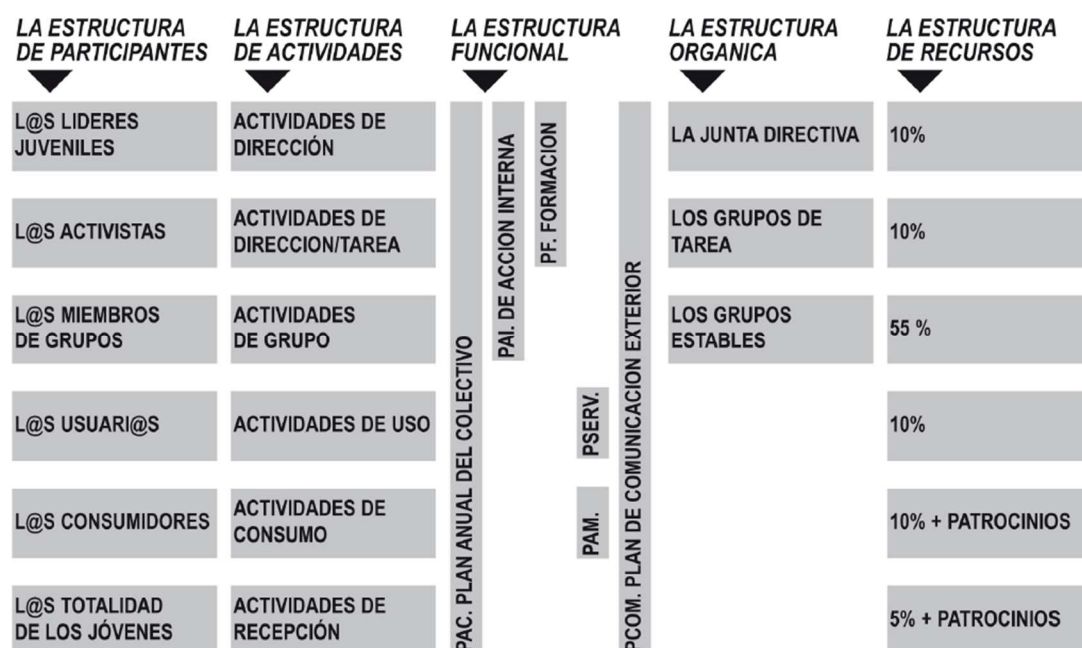 LA ESTRUCTURA
DE PARTICIPANTES
LA ESTRUCTURA
DE ACTIVIDADES
LA ESTRUCTURA
FUNCIONAL
LA ESTRUCTURA
ORGANICA
LA ESTRUCTURA
DE RECURSOS
L@S LIDERES
JUVENILES
ACTIVIDADES DE
DIRECCIÓN
LA JUNTA DIRECTIVA
10%
L@S ACTIVISTAS
ACTIVIDADES DE
DIRECCION/TAREA
LOS GRUPOS DE
TAREA
10%
L@S MIEMBROS
DE GRUPOS
ACTIVIDADES
DE GRUPO
LOS GRUPOS
ESTABLES
55 %
L@S USUARI@S
ACTIVIDADES DE USO
10%
L@S CONSUMIDORES
ACTIVIDADES DE
CONSUMO
10% + PATROCINIOS
L@S TOTALIDAD
DE LOS JÓVENES
ACTIVIDADES DE
RECEPCIÓN
5% + PATROCINIOS
PAC. PLAN ANUAL DEL COLECTIVO
PAI. DE ACCION INTERNA
PF. FORMACION
PSERV.
PAM.
PCOM. PLAN DE COMUNICACION EXTERIOR